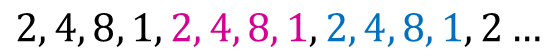 2, 4, 8, 1, 2, 4, 8, 1, 2, 4, 8, 1, 2 ...